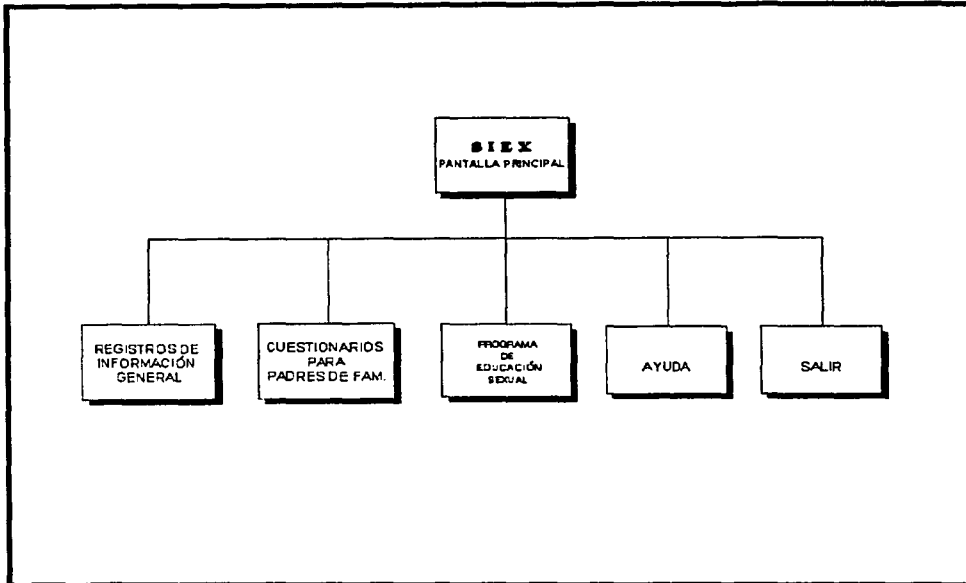 SIEX
PANTALLA PRINCIPAL
REGISTROS DE
INFORMACIÓN
GENERAL
CUESTIONARIOS
PARA
PADRES DE FAM.
PROGRAMA
DE
EDUCACIÓN
SEXUAL
AYUDA
SALIR